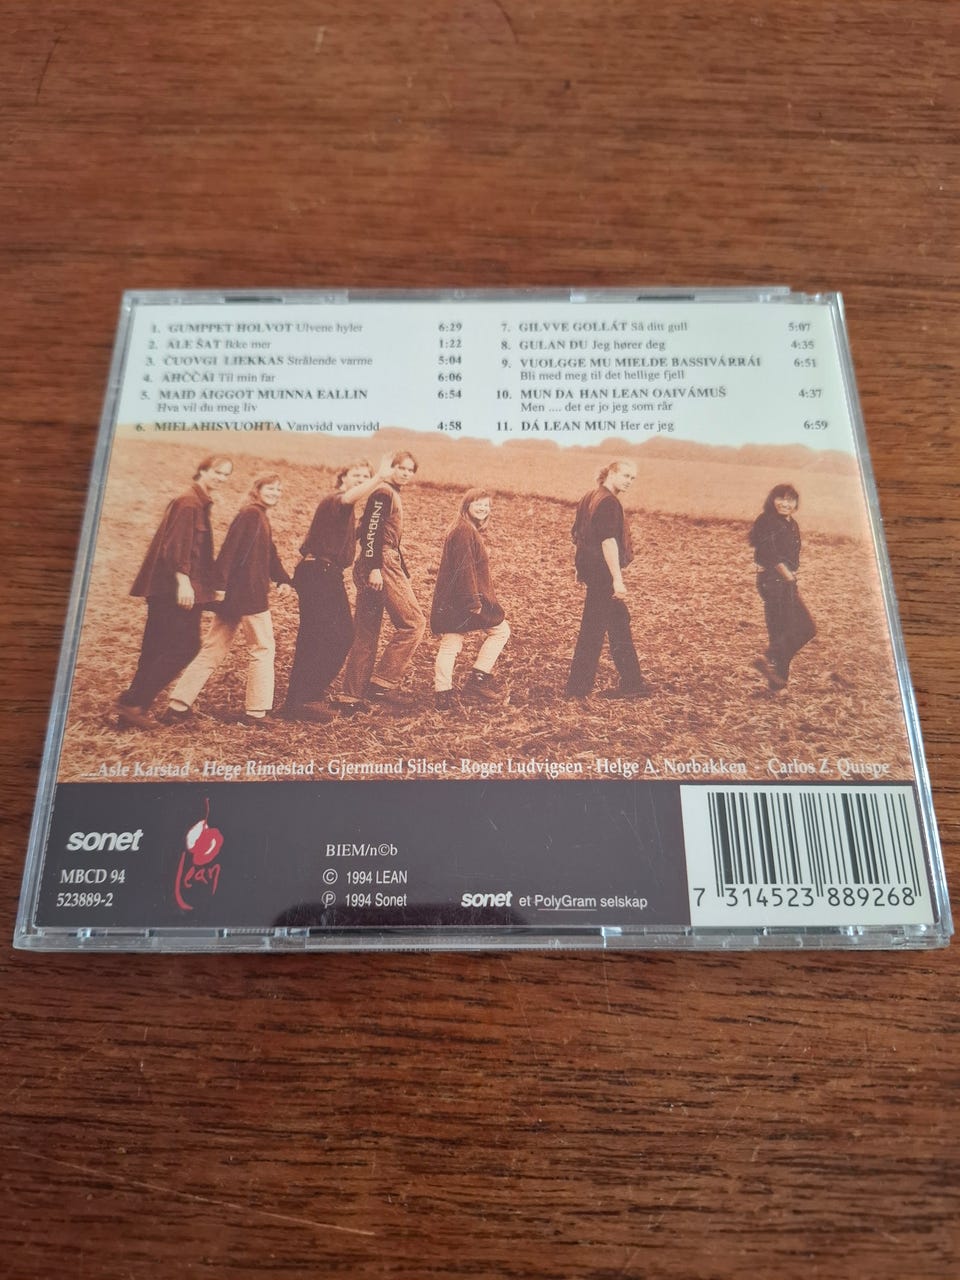 1. GUMPPET HOLVOT Ulvene hyler 6:29
2. ALE ŠAT Ikke mer 1:22
3. ČUOVGI LIEKKAS Strålende varme 5:04
4. ÁHČČÁI Til min far 6:06
5. MAID ÁIGGOT MUINNA EALLIN 6:54
Hva vil du meg liv
6. MIELAHISVUOHTA Vanvidd vanvidd 4:58
7. GILVVE GOLLÁT Så ditt gull 5:07
8. GULAN DU Jeg hører deg 4:35
9. VUOLGGE MU MIELDE BASSIVÁRRÁI 6:51
Bli med meg til det hellige fjell
10. MUN DA HAN LEAN OAIVÁMUŠ 4:37
Men .... det er jo jeg som rår
11. DÁ LEAN MUN Her er jeg 6:59
BAR-BEINT
....Asle Karstad - Hege Rimestad - Gjermund Silset - Roger Ludvigsen - Helge A. Norbakken - Carlos Z. Quispe
sonet
MBCD 94
523889-2
Lean
BIEM/n©b
© 1994 LEAN
℗ 1994 Sonet
sonet et PolyGram selskap
7 314523 889268